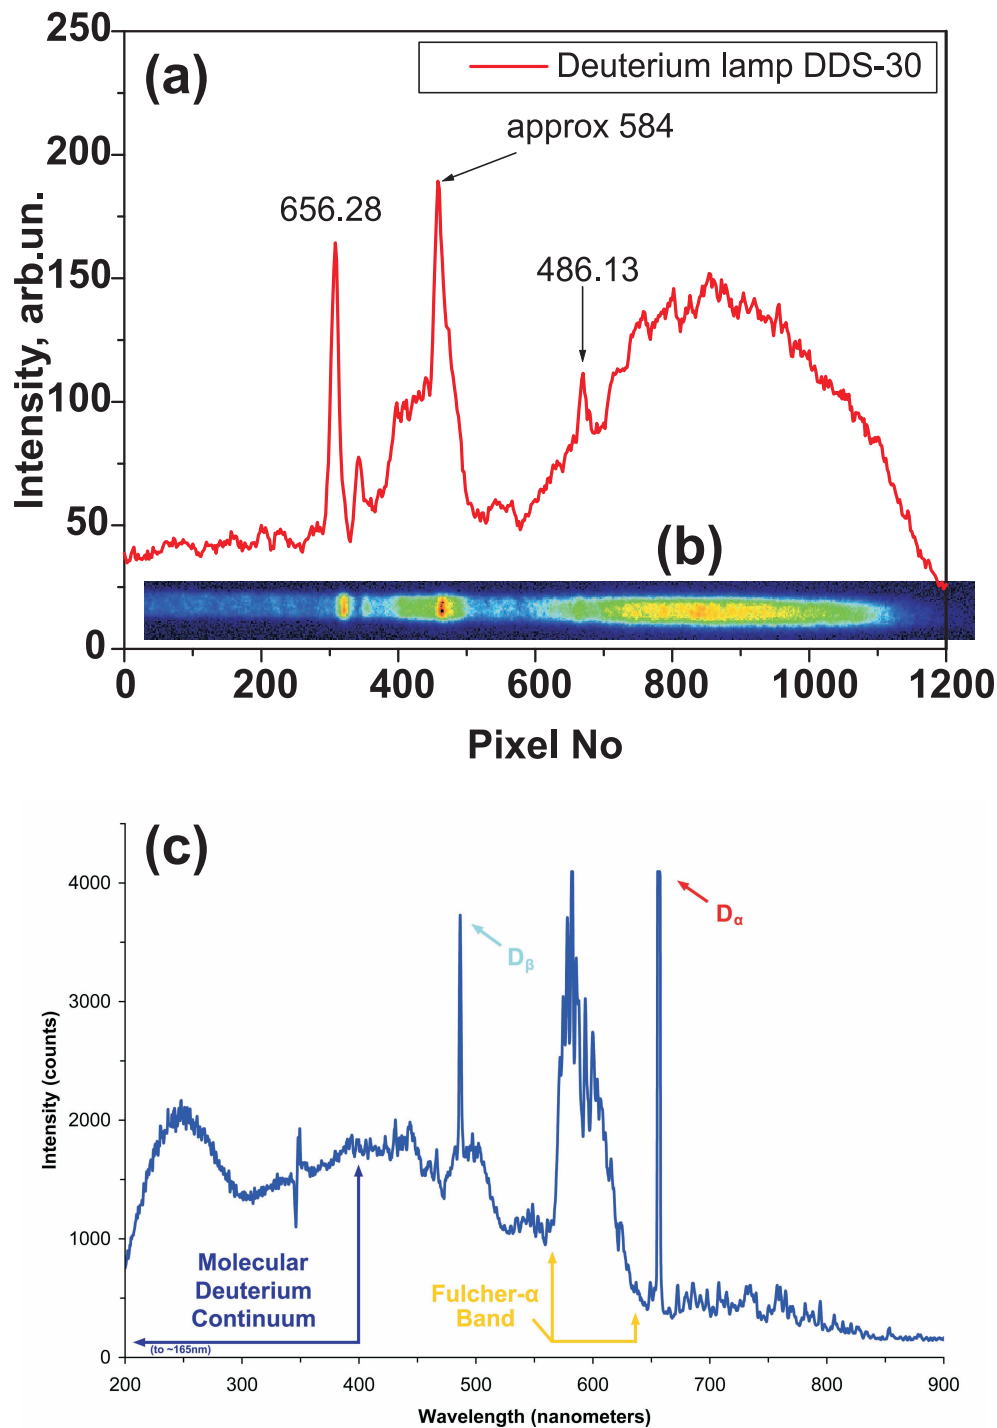 (a)
Deuterium lamp DDS-30
approx 584
656.28
486.13
(b)
Intensity, arb.un.
250
200
150
100
50
0
0 200 400 600 800 1000 1200
Pixel No
(c)
Dα
Dβ
Intensity (counts)
4000
3000
2000
1000
0
Molecular
Deuterium
Continuum
(to ~165nm)
Fulcher-α
Band
200 300 400 500 600 700 800 900
Wavelength (nanometers)